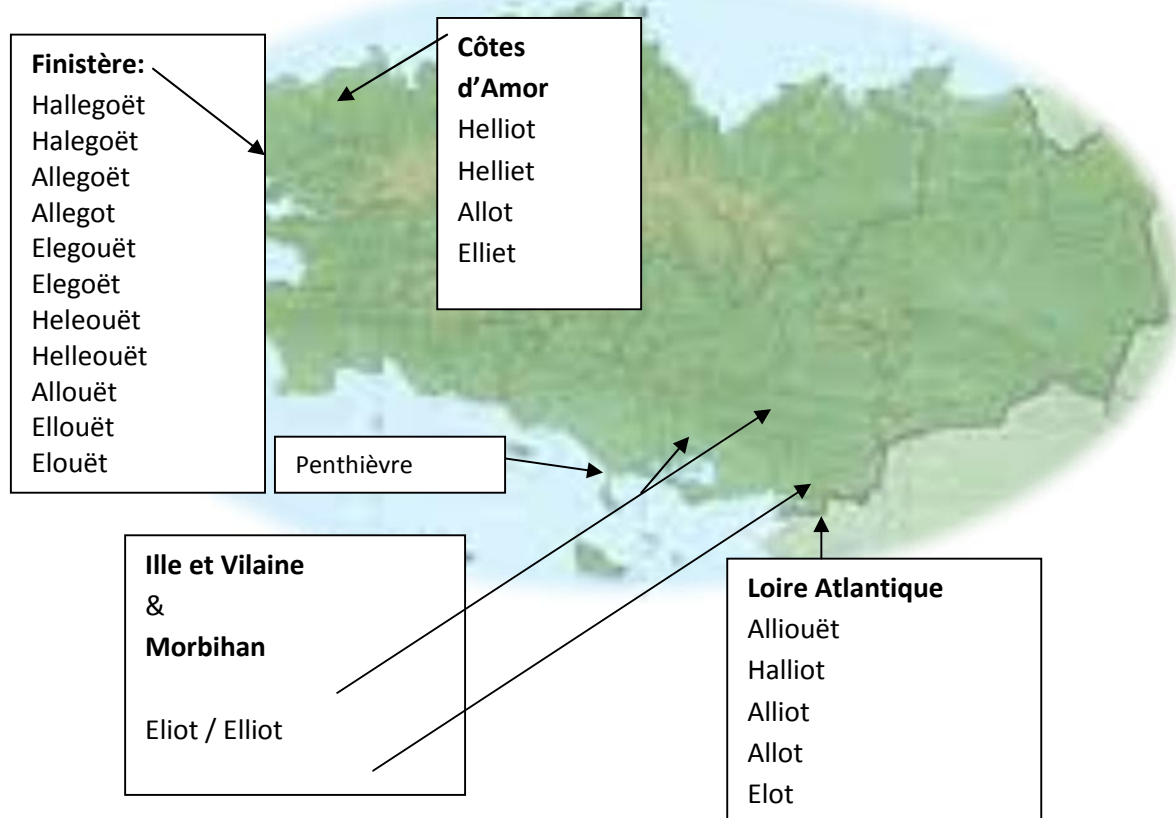 Finistère:
Hallegoët
Halegoët
Allegoët
Allegot
Elegouët
Elegoët
Heleouët
Helleouët
Allouët
Ellouët
Elouët
Côtes
d’Amor
Helliot
Helliet
Allot
Elliet
Penthièvre
Ille et Vilaine
&
Morbihan
Eliot / Elliot
Loire Atlantique
Alliouët
Halliot
Alliot
Allot
Elot